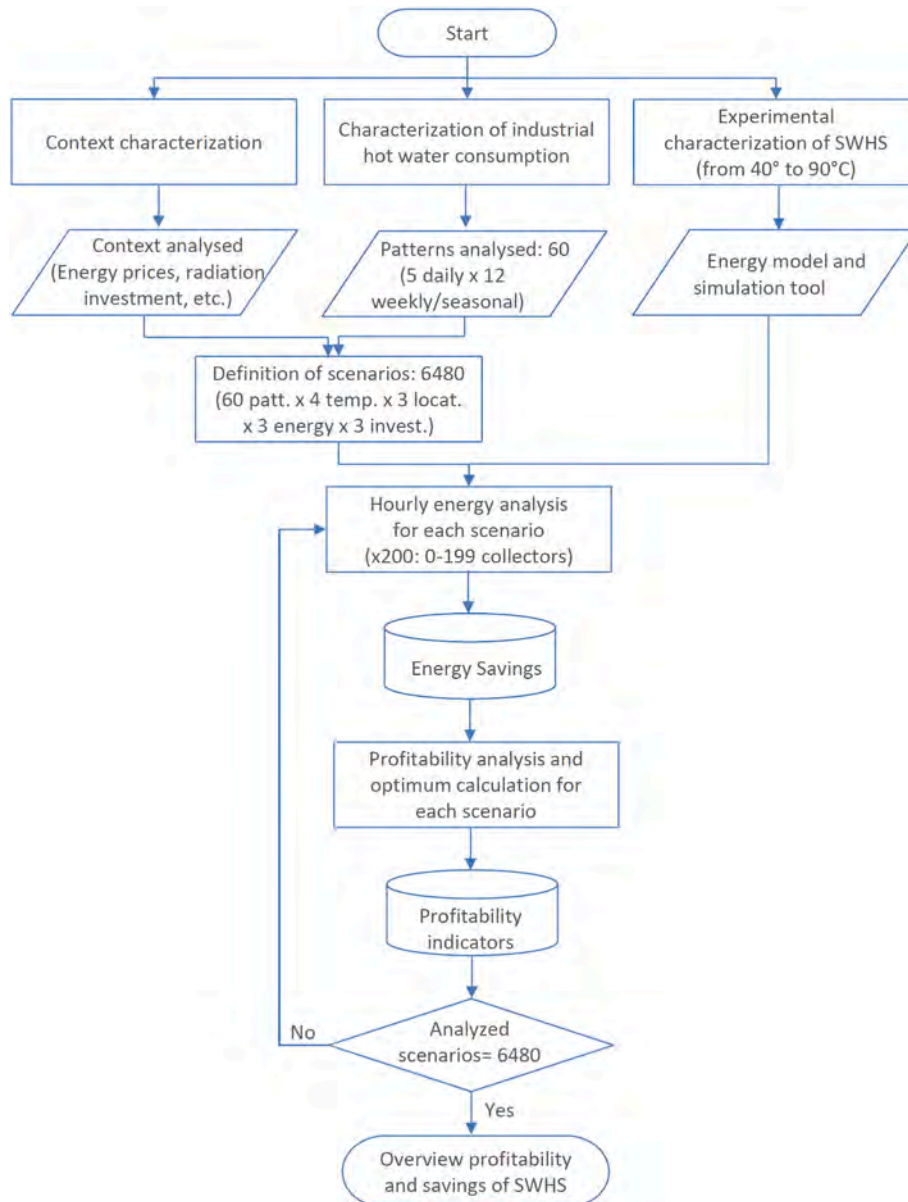 Start
Context characterization
Characterization of industrial
hot water consumption
Experimental
characterization of SWHS
(from 40° to 90°C)
Context analysed
(Energy prices, radiation
investment, etc.)
Patterns analysed: 60
(5 daily x 12
weekly/seasonal)
Energy model and
simulation tool
Definition of scenarios: 6480
(60 patt. x 4 temp. x 3 locat.
x 3 energy x 3 invest.)
Hourly energy analysis
for each scenario
(x200: 0-199 collectors)
Energy Savings
Profitability analysis and
optimum calculation for
each scenario
Profitability
indicators
No
Analyzed
scenarios= 6480
Yes
Overview profitability
and savings of SWHS